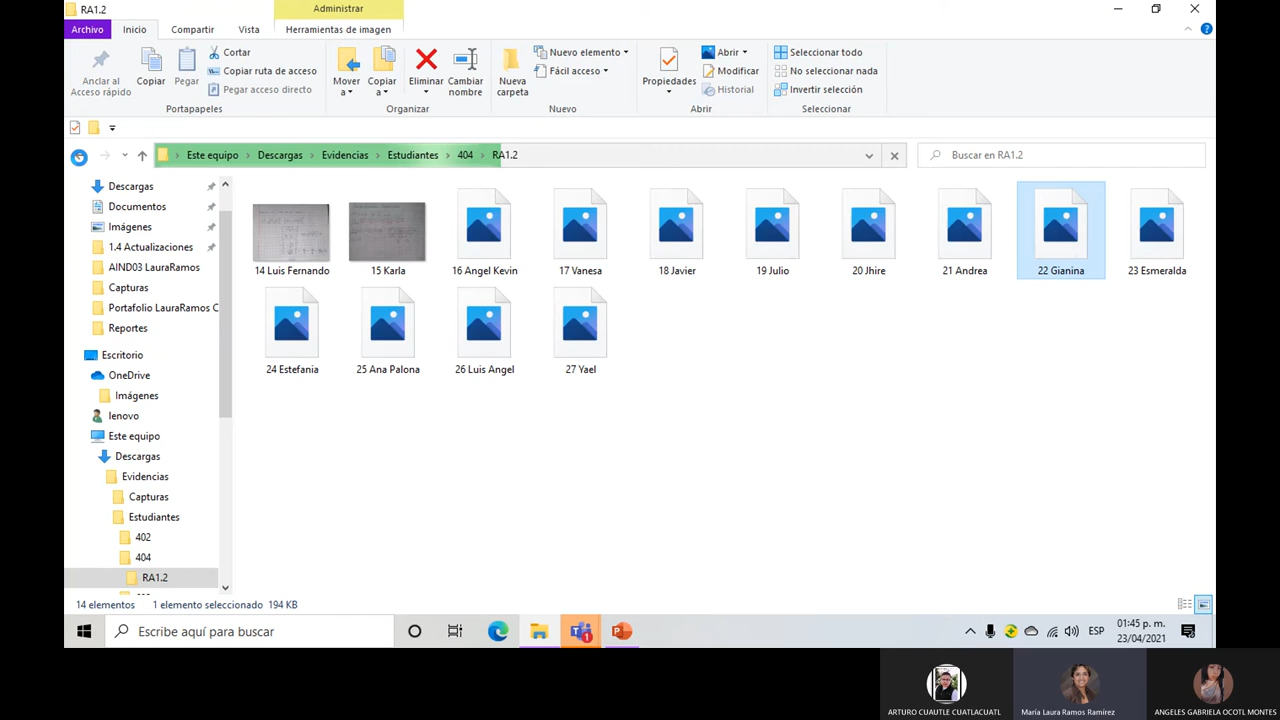 RA1.2
Administrar
Archivo
Inicio
Compartir
Vista
Herramientas de imagen
Anclar al
Acceso rápido
Copiar
Pegar
Cortar
Copiar ruta de acceso
Pegar acceso directo
Portapapeles
Mover
a
Copiar
a
Eliminar
Cambiar
nombre
Organizar
Nueva
carpeta
Nuevo elemento
Fácil acceso
Nuevo
Propiedades
Abrir
Modificar
Historial
Abrir
Seleccionar todo
No seleccionar nada
Invertir selección
Seleccionar
Este equipo > Descargas > Evidencias > Estudiantes > 404 > RA1.2
Buscar en RA1.2
Descargas
Documentos
Imágenes
1.4 Actualizaciones
AIND03 LauraRamos
Capturas
Portafolio LauraRamos C
Reportes
Escritorio
OneDrive
Imágenes
lenovo
Este equipo
Descargas
Evidencias
Capturas
Estudiantes
402
404
RA1.2
14 Luis Fernando
15 Karla
16 Angel Kevin
17 Vanesa
18 Javier
19 Julio
20 Jhire
21 Andrea
22 Gianina
23 Esmeralda
24 Estefania
25 Ana Palona
26 Luis Angel
27 Yael
14 elementos
1 elemento seleccionado 194 KB
Escribe aquí para buscar
1
ESP
01:45 p. m.
23/04/2021
ARTURO CUAUTLE CUATLACUATL
María Laura Ramos Ramírez
ANGELES GABRIELA OCOTL MONTES